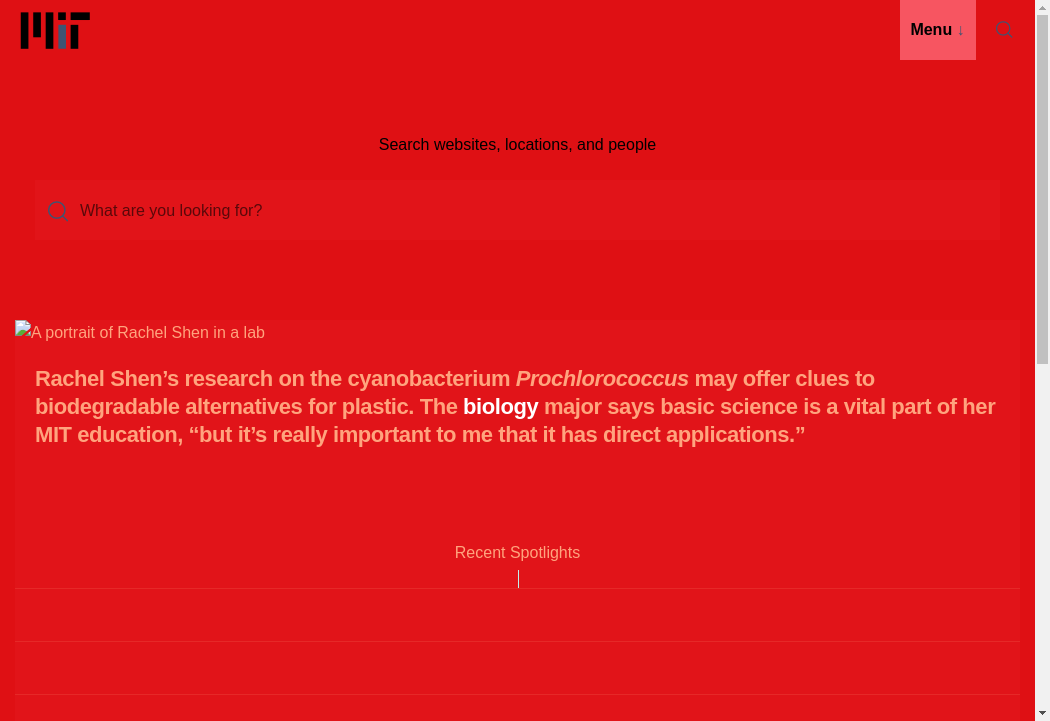 MIT
Menu ↓
Search websites, locations, and people
What are you looking for?
A portrait of Rachel Shen in a lab
Rachel Shen’s research on the cyanobacterium Prochlorococcus may offer clues to
biodegradable alternatives for plastic. The biology major says basic science is a vital part of her
MIT education, “but it’s really important to me that it has direct applications.”
Recent Spotlights